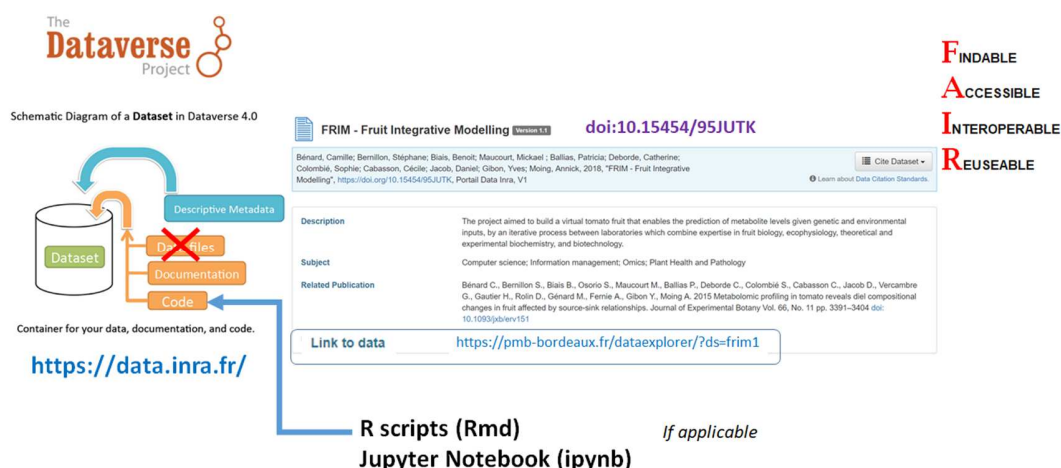 The
Dataverse
Project
Schematic Diagram of a Dataset in Dataverse 4.0
Descriptive Metadata
Dataset
Documentation
Code
Container for your data, documentation, and code.
https://data.inra.fr/
FRIM - Fruit Integrative Modelling Version 1.1
doi:10.15454/95JUTK
Bénard, Camille; Bernillon, Stéphane; Biais, Benoit; Maucourt, Mickael ; Ballias, Patricia; Deborde, Catherine;
Colombié, Sophie; Cabasson, Cécile; Jacob, Daniel; Gibon, Yves; Moing, Annick, 2018, "FRIM - Fruit Integrative
Modelling", https://doi.org/10.15454/95JUTK, Portail Data Inra, V1
Cite Dataset
Learn about Data Citation Standards.
Description
The project aimed to build a virtual tomato fruit that enables the prediction of metabolite levels given genetic and environmental
inputs, by an iterative process between laboratories which combine expertise in fruit biology, ecophysiology, theoretical and
experimental biochemistry, and biotechnology.
Subject
Computer science; Information management; Omics; Plant Health and Pathology
Related Publication
Bénard C., Bernillon S., Biais B., Osorio S., Maucourt M., Ballias P., Deborde C., Colombié S., Cabasson C., Jacob D., Vercambre
G., Gautier H., Rolin D., Génard M., Fernie A., Gibon Y., Moing A. 2015 Metabolomic profiling in tomato reveals diel compositional
changes in fruit affected by source-sink relationships. Journal of Experimental Botany Vol. 66, No. 11 pp. 3391–3404 doi:
10.1093/jxb/erv151
Link to data
https://pmb-bordeaux.fr/dataexplorer/?ds=frim1
FINDABLE
ACCESSIBLE
INTEROPERABLE
REUSEABLE
R scripts (Rmd)
If applicable
Jupyter Notebook (ipynb)